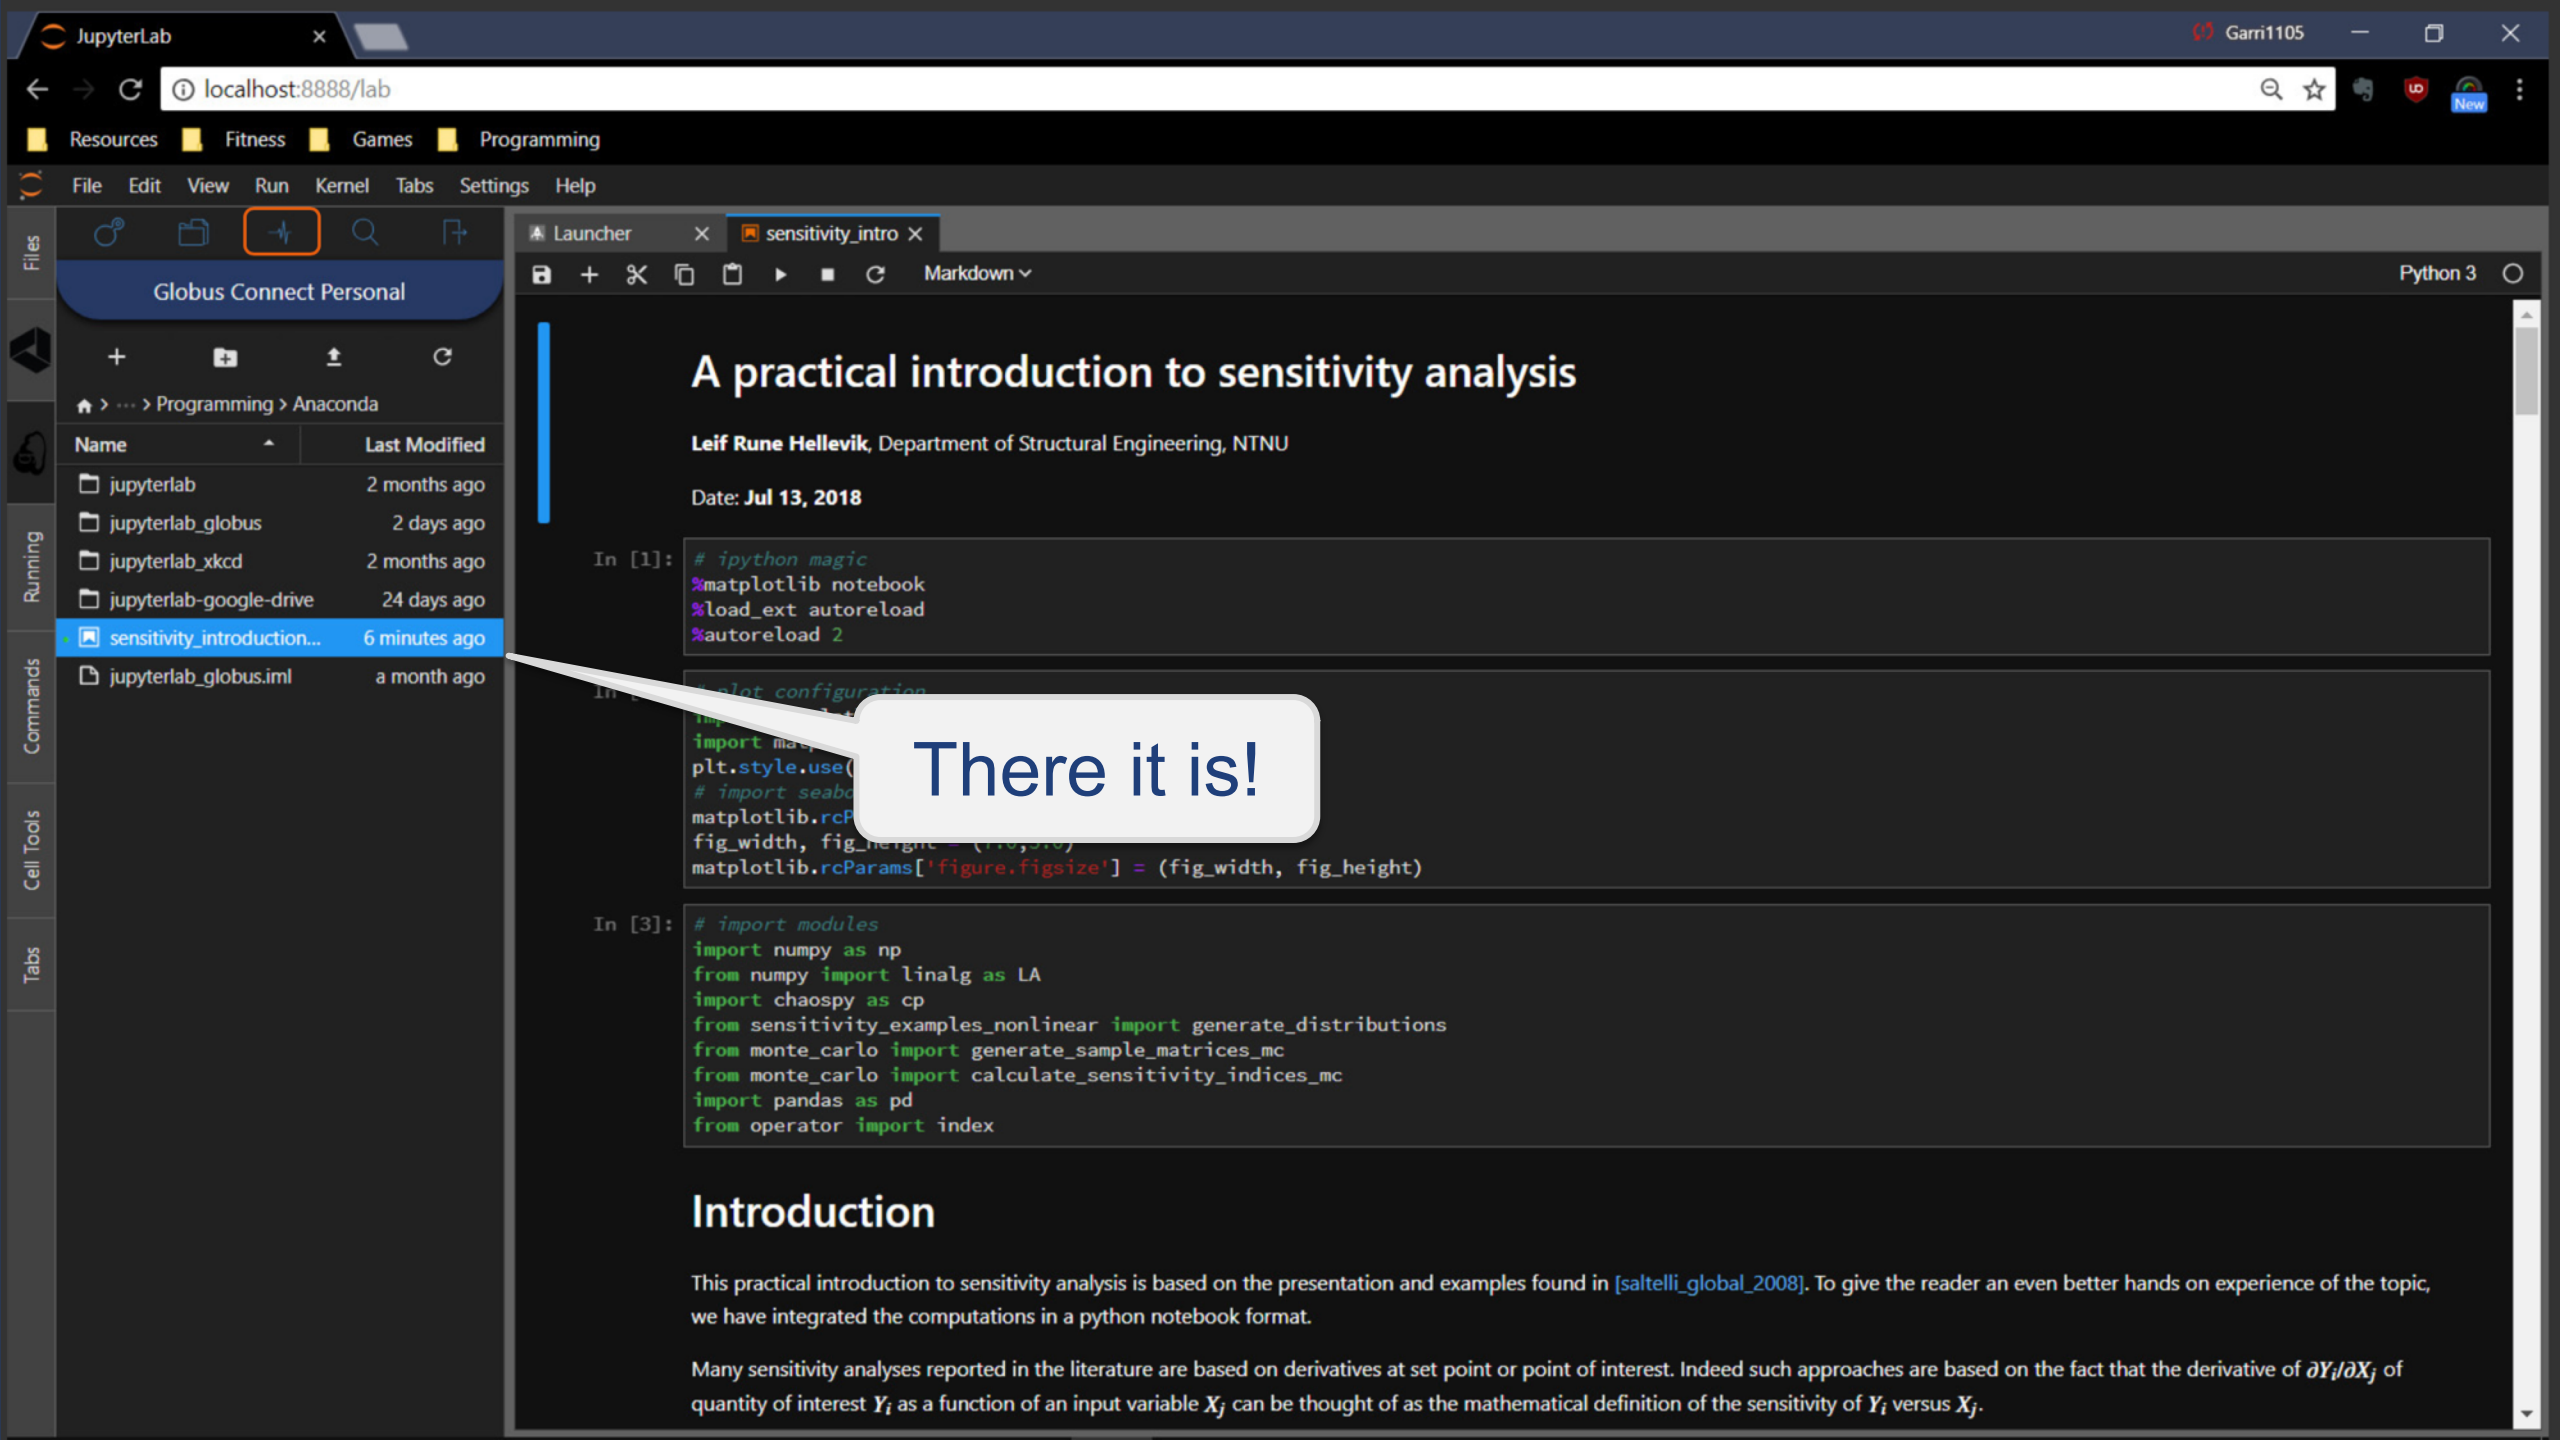 JupyterLab
Garri1105
localhost:8888/lab
New
Resources Fitness Games Programming
File Edit View Run Kernel Tabs Settings Help
Files
Running
Commands
Cell Tools
Tabs
Globus Connect Personal
> ··· > Programming > Anaconda
Name Last Modified
jupyterlab 2 months ago
jupyterlab_globus 2 days ago
jupyterlab_xkcd 2 months ago
jupyterlab-google-drive 24 days ago
sensitivity_introduction... 6 minutes ago
jupyterlab_globus.iml a month ago
Launcher sensitivity_intro
Markdown Python 3
A practical introduction to sensitivity analysis
Leif Rune Hellevik, Department of Structural Engineering, NTNU
Date: Jul 13, 2018
In [1]: # ipython magic
%matplotlib notebook
%load_ext autoreload
%autoreload 2
# plot configuration
import
plt.style.use(
# import
matplotlib.
fig_width,
matplotlib.rcParams['figure.figsize'] = (fig_width, fig_height)
There it is!
In [3]: # import modules
import numpy as np
from numpy import linalg as LA
import chaospy as cp
from sensitivity_examples_nonlinear import generate_distributions
from monte_carlo import generate_sample_matrices_mc
from monte_carlo import calculate_sensitivity_indices_mc
import pandas as pd
from operator import index
Introduction
This practical introduction to sensitivity analysis is based on the presentation and examples found in [saltelli_global_2008]. To give the reader an even better hands on experience of the topic,
we have integrated the computations in a python notebook format.
Many sensitivity analyses reported in the literature are based on derivatives at set point or point of interest. Indeed such approaches are based on the fact that the derivative of ∂Yᵢ/∂Xⱼ of
quantity of interest Yᵢ as a function of an input variable Xⱼ can be thought of as the mathematical definition of the sensitivity of Yᵢ versus Xⱼ.